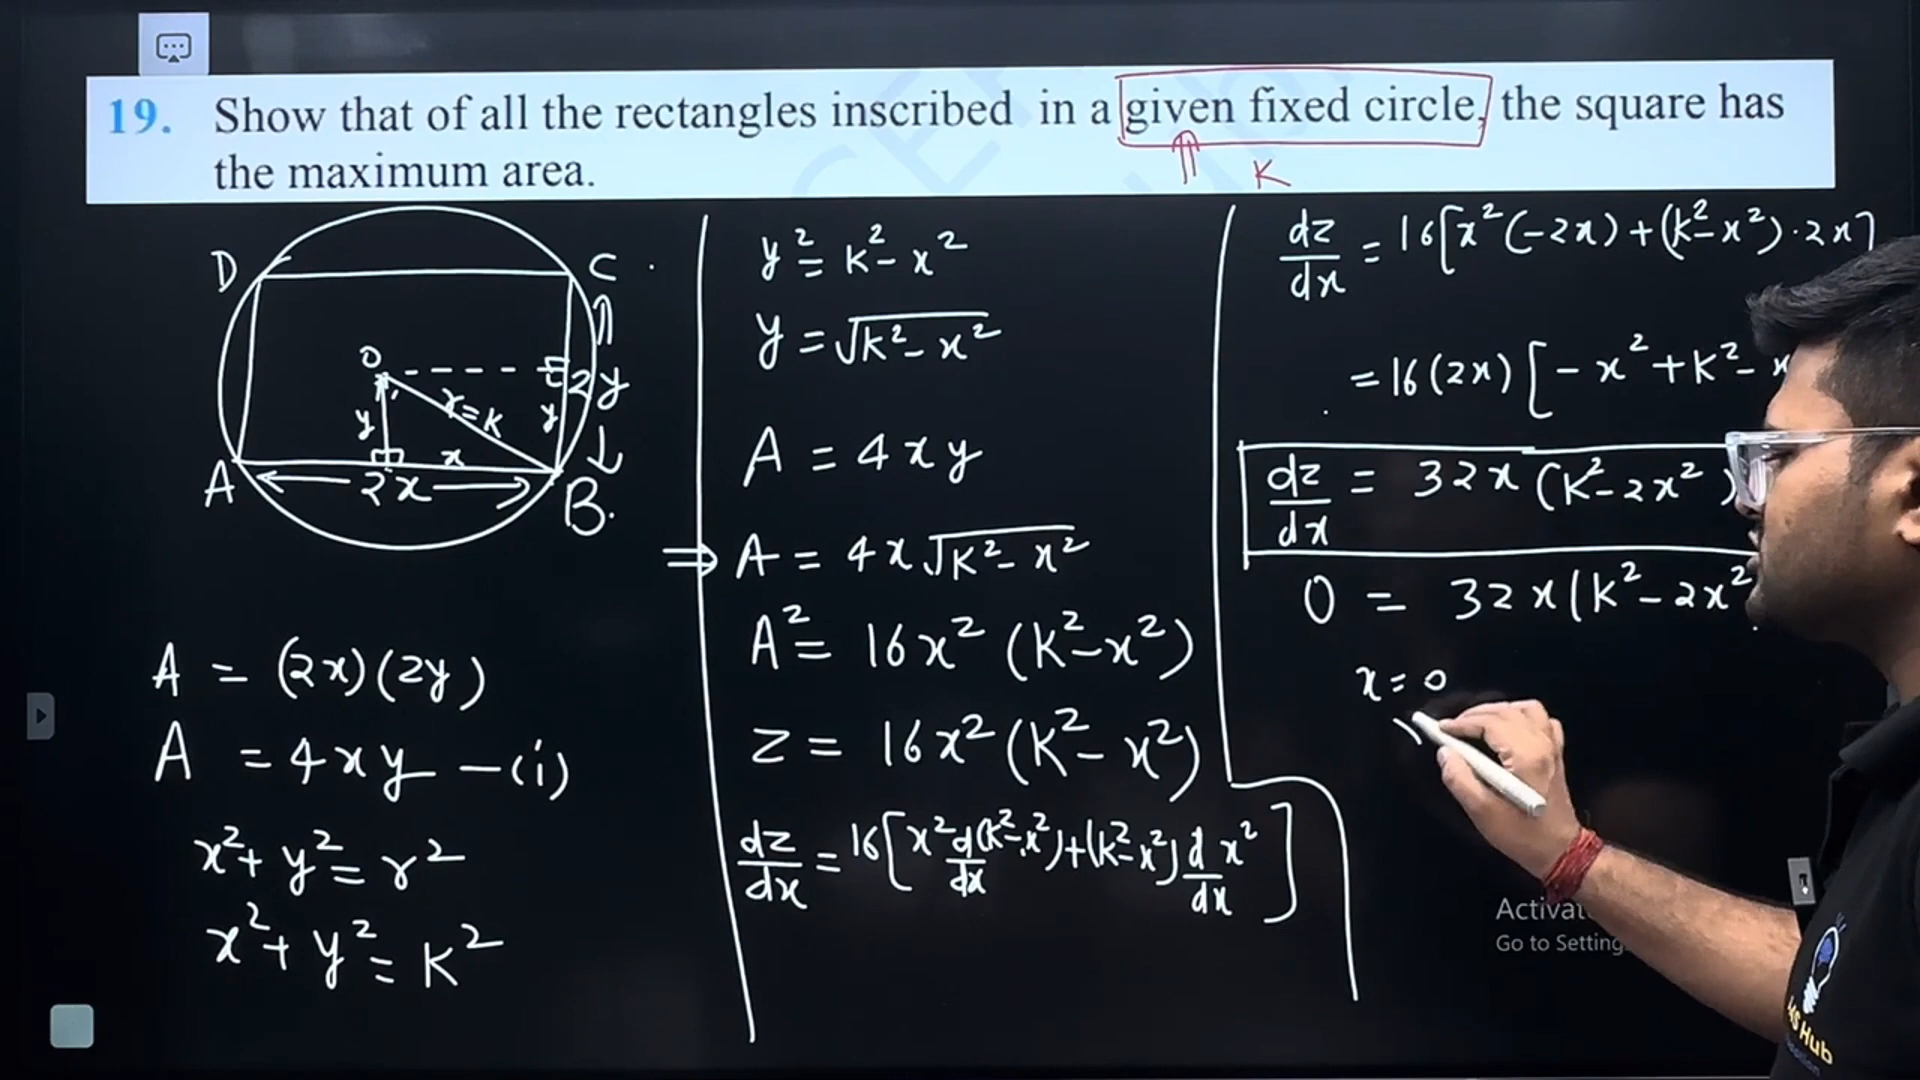 19. Show that of all the rectangles inscribed in a given fixed circle, the square has
the maximum area.
K
D
C
O
y
r=k
y
2y
x
A
2x
B
A = (2x)(2y)
A = 4xy —(i)
x² + y² = r²
x² + y² = K²
y² = k² - x²
y = √k² - x²
A = 4xy
⇒ A = 4x√K² - x²
A² = 16x² (K² - x²)
z = 16x² (K² - x²)
dz/dx = 16[x² d/dx(k² - x²) + (k² - x²) d/dx x²]
dz/dx = 16[x²(-2x) + (k² - x²)·2x]
= 16(2x)[-x² + K² -
dz/dx = 32x (K² - 2x²)
0 = 32x(K² - 2x²
x = 0
Go to Setting
Hub